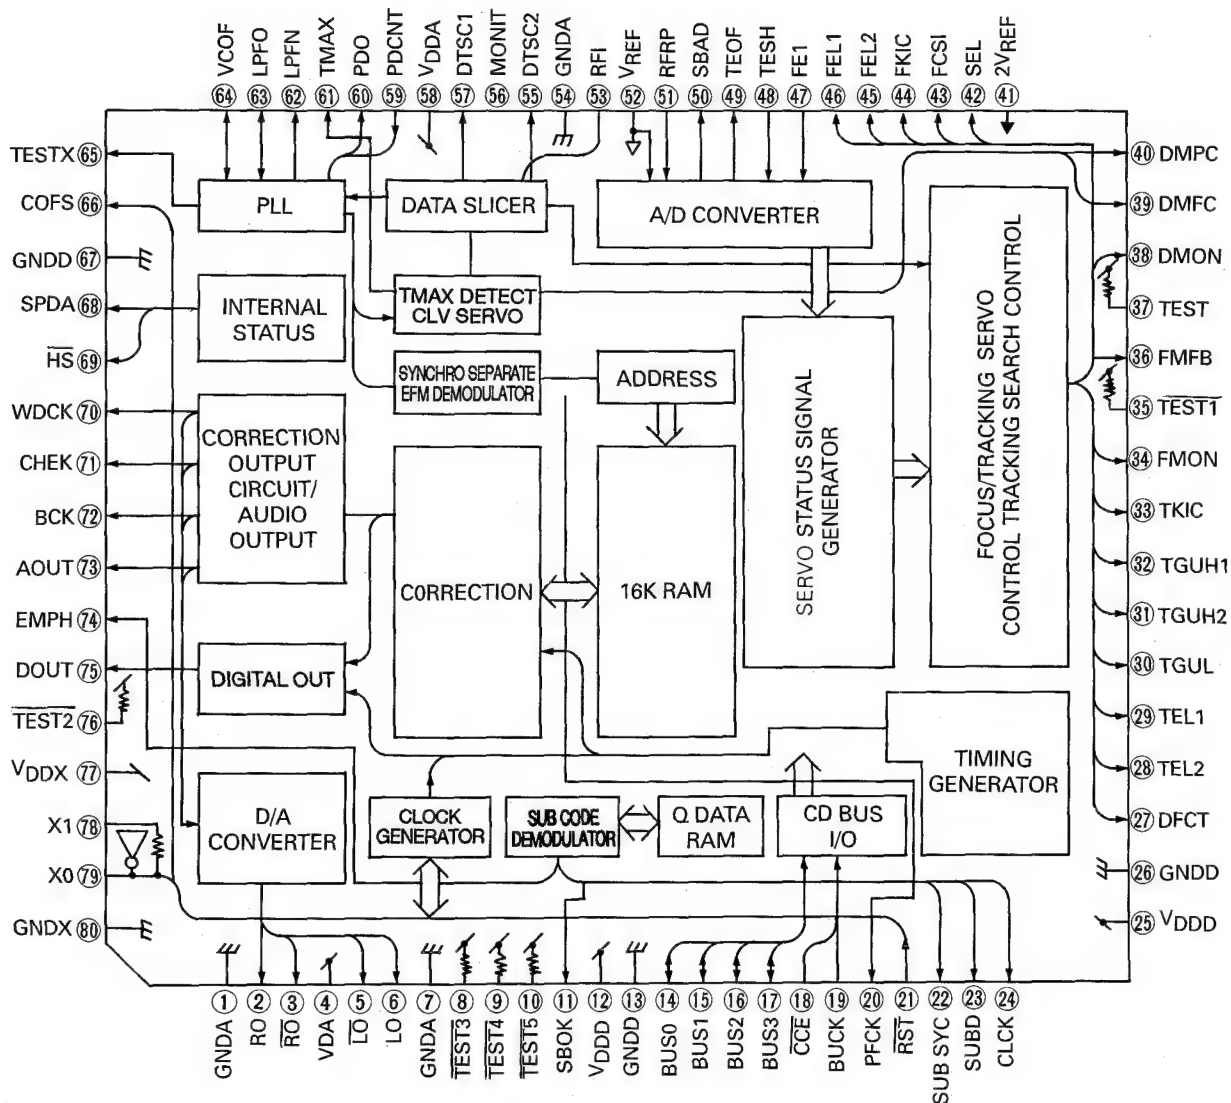 64 VCOF
63 LPFO
62 LPFN
61 TMAX
60 PDO
59 PDCNT
58 VDDA
57 DTSC1
56 MONIT
55 DTSC2
54 GNDA
53 RFI
52 VREF
51 RFRP
50 SBAD
49 TEOF
48 TESH
47 FE1
46 FEL1
45 FEL2
44 FKIC
43 FCSI
42 SEL
41 2VREF
TESTX 65
COFS 66
GNDD 67
SPDA 68
H̅S̅ 69
WDCK 70
CHEK 71
BCK 72
AOUT 73
EMPH 74
DOUT 75
T̅E̅S̅T̅2̅ 76
VDDX 77
X1 78
X0 79
GNDX 80
PLL
DATA SLICER
A/D CONVERTER
INTERNAL
STATUS
TMAX DETECT
CLV SERVO
SYNCHRO SEPARATE
EFM DEMODULATOR
ADDRESS
CORRECTION
OUTPUT
CIRCUIT/
AUDIO
OUTPUT
CORRECTION
16K RAM
SERVO STATUS SIGNAL
GENERATOR
FOCUS/TRACKING SERVO
CONTROL TRACKING SEARCH CONTROL
DIGITAL OUT
D/A
CONVERTER
CLOCK
GENERATOR
SUB CODE
DEMODULATOR
Q DATA
RAM
CD BUS
I/O
TIMING
GENERATOR
40 DMPC
39 DMFC
38 DMON
37 TEST
36 FMFB
35 T̅E̅S̅T̅1̅
34 FMON
33 TKIC
32 TGUH1
31 TGUH2
30 TGUL
29 TEL1
28 TEL2
27 DFCT
26 GNDD
25 VDDD
1 GNDA
2 RO
3 R̅O̅
4 VDA
5 L̅O̅
6 LO
7 GNDA
8 T̅E̅S̅T̅3̅
9 T̅E̅S̅T̅4̅
10 T̅E̅S̅T̅5̅
11 SBOK
12 VDDD
13 GNDD
14 BUS0
15 BUS1
16 BUS2
17 BUS3
18 C̅C̅E̅
19 BUCK
20 PFCK
21 R̅S̅T̅
22 SUB SYC
23 SUBD
24 CLCK